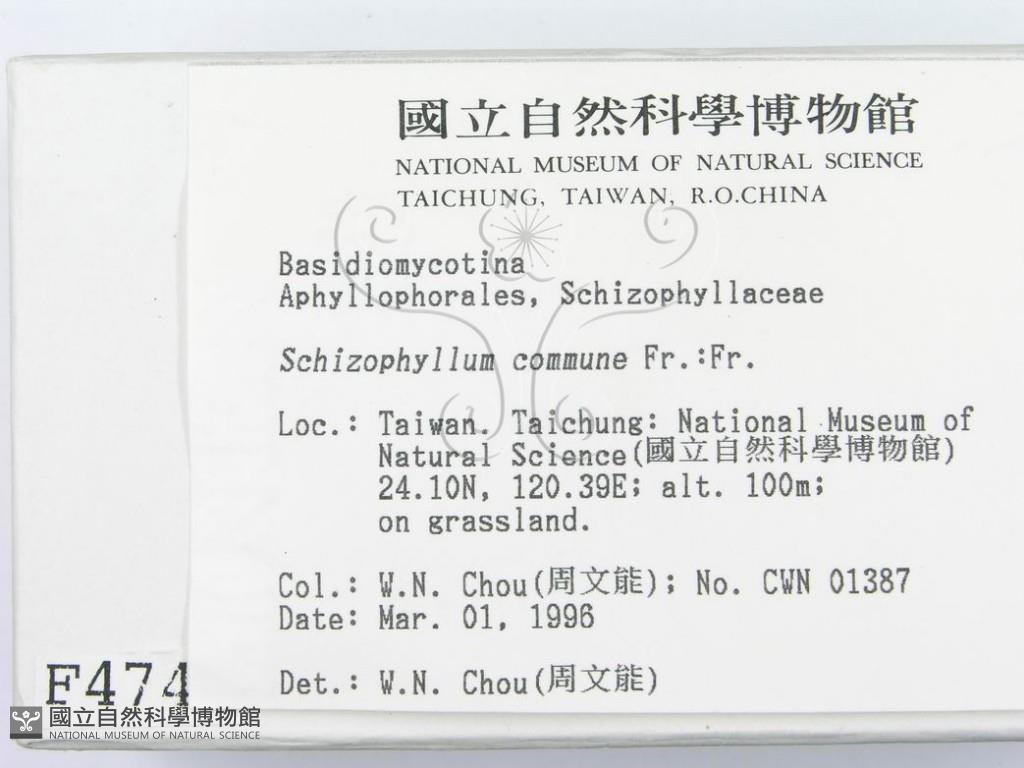 國立自然科學博物館
NATIONAL MUSEUM OF NATURAL SCIENCE
TAICHUNG, TAIWAN, R.O.CHINA
Basidiomycotina
Aphyllophorales, Schizophyllaceae
Schizophyllum commune Fr.:Fr.
Loc.: Taiwan. Taichung: National Museum of
Natural Science(國立自然科學博物館)
24.10N, 120.39E; alt. 100m;
on grassland.
Col.: W.N. Chou(周文能); No. CWN 01387
Date: Mar. 01, 1996
Det.: W.N. Chou(周文能)
F474
國立自然科學博物館
NATIONAL MUSEUM OF NATURAL SCIENCE